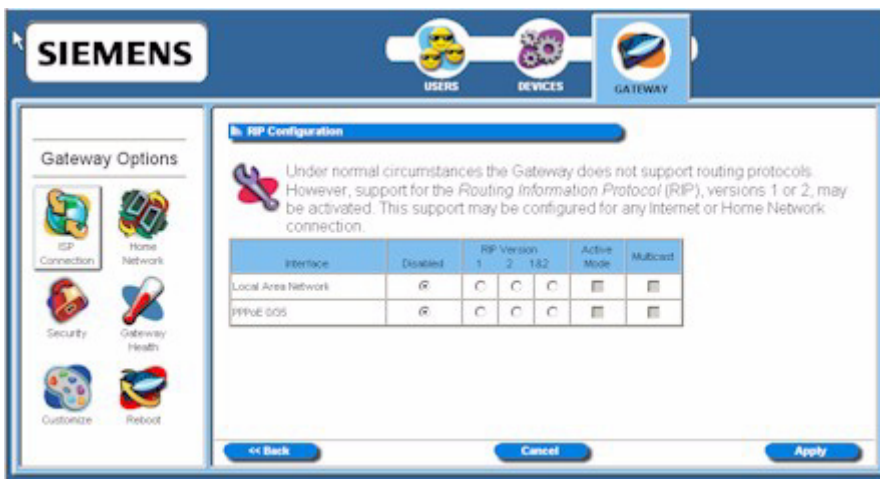 SIEMENS
USERS
DEVICES
GATEWAY
Gateway Options
ISP Connection
Home Network
Security
Gateway Health
Customize
Reboot
RIP Configuration
Under normal circumstances the Gateway does not support routing protocols.
However, support for the Routing Information Protocol (RIP), versions 1 or 2, may
be activated. This support may be configured for any Internet or Home Network
connection.
Interface Disabled RIP Version 1 2 1&2 Active Mode Multicast
Local Area Network
PPPoE 0/35
<< Back
Cancel
Apply